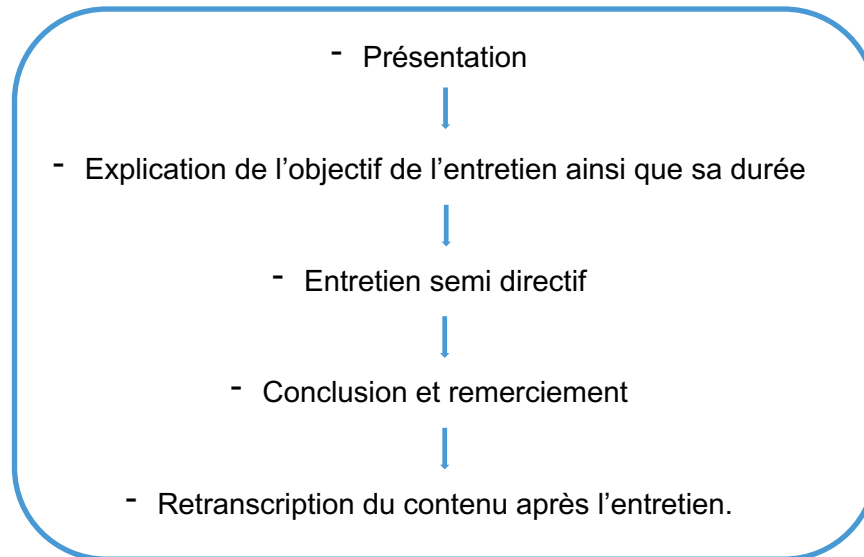 - Présentation
- Explication de l’objectif de l’entretien ainsi que sa durée
- Entretien semi directif
- Conclusion et remerciement
- Retranscription du contenu après l’entretien.